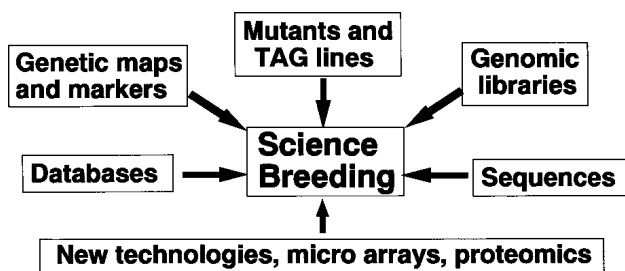 Mutants and
TAG lines
Genetic maps
and markers
Genomic
libraries
Science
Breeding
Databases
Sequences
New technologies, micro arrays, proteomics